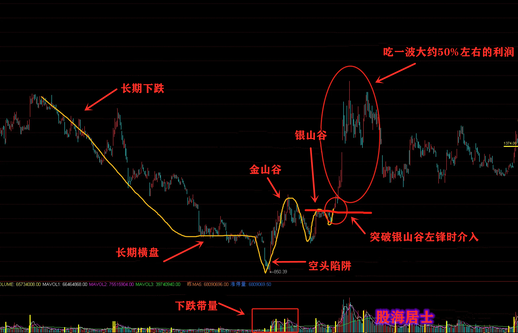 吃一波大约50%左右的利润
长期下跌
银山谷
金山谷
突破银山谷左锋时介入
长期横盘
空头陷阱
下跌带量
股海居士